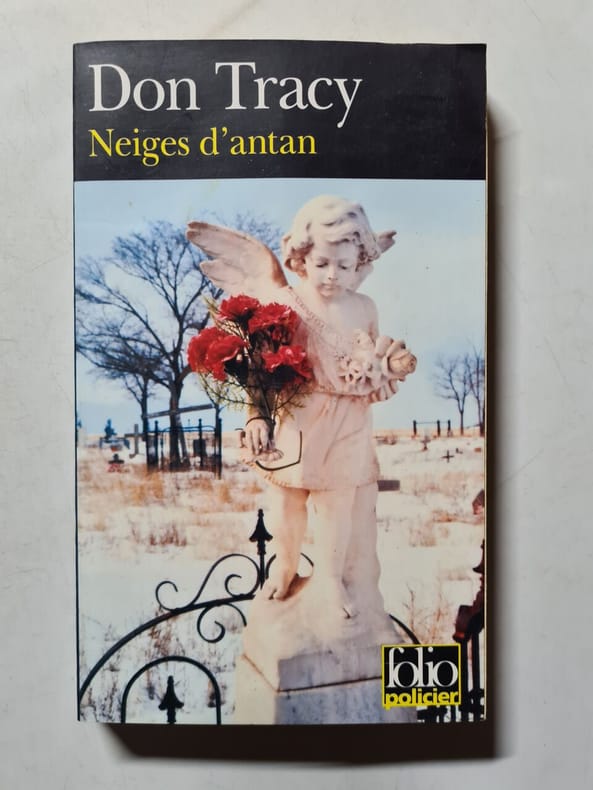 Don Tracy
Neiges d'antan
folio
policier